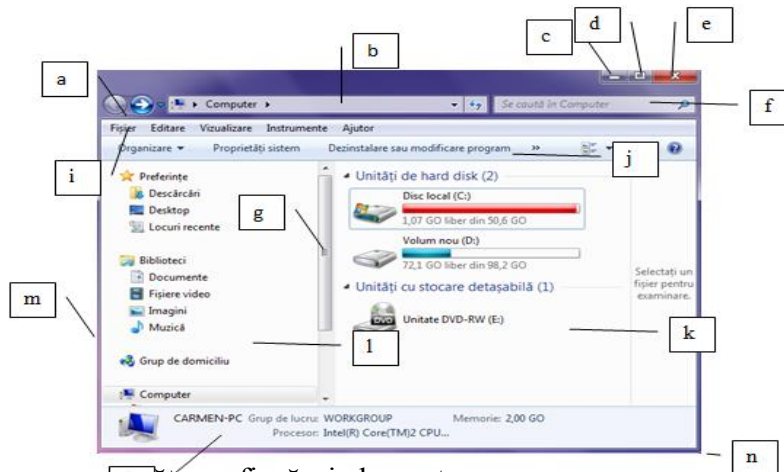 c
d
e
b
a
f
Computer
Se caută în Computer
Fișier Editare Vizualizare Instrumente Ajutor
Organizare Proprietăți sistem Dezinstalare sau modificare program »
i
j
Preferințe
Descărcări
Desktop
Locuri recente
g
Biblioteci
Documente
Fișiere video
Imagini
Muzică
Grup de domiciliu
Computer
m
l
Unități de hard disk (2)
Disc local (C:)
1,07 GO liber din 50,6 GO
Volum nou (D:)
72,1 GO liber din 98,2 GO
Unități cu stocare detașabilă (1)
DVD
Unitate DVD-RW (E:)
k
Selectați un
fișier pentru
examinare.
CARMEN-PC Grup de lucru: WORKGROUP Memorie: 2,00 GO
Procesor: Intel(R) Core(TM)2 CPU...
n